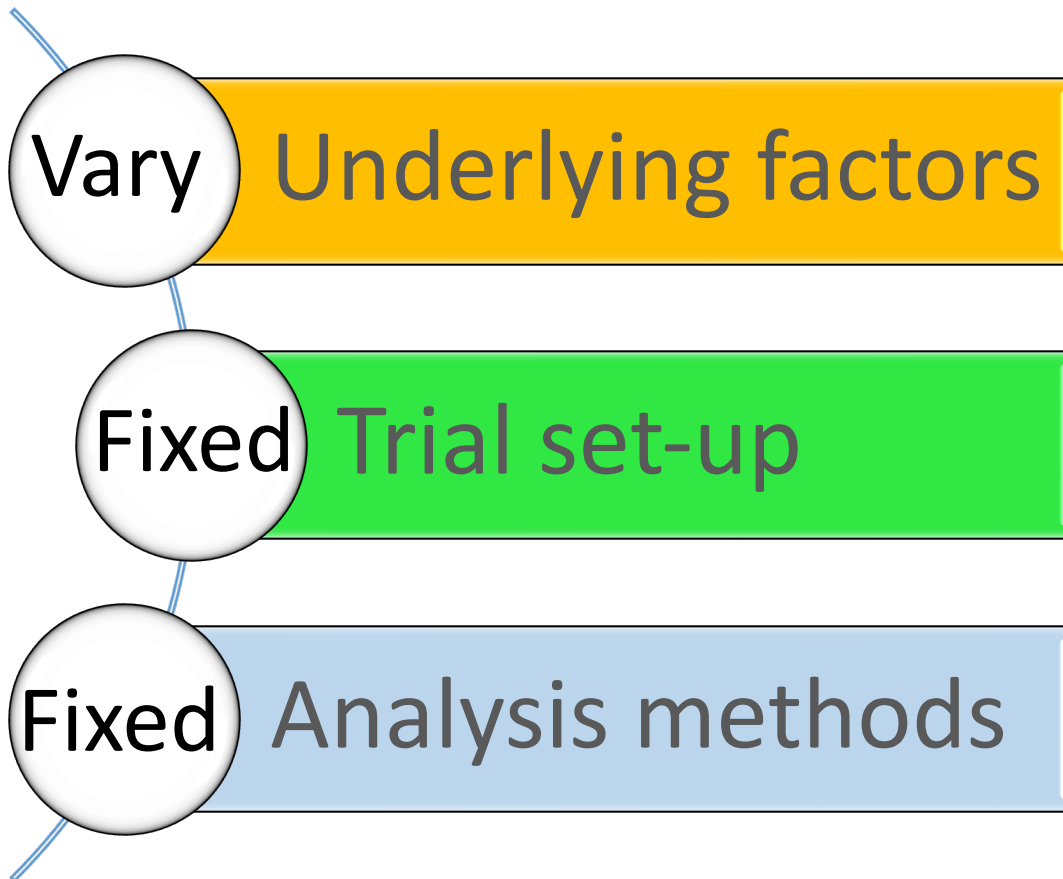 Vary Underlying factors
Fixed Trial set-up
Fixed Analysis methods